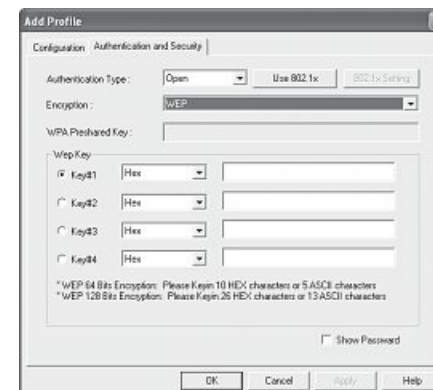 Add Profile
Configuration Authentication and Security
Authentication Type : Open Use 802.1x 802.1x Setting
Encryption : WEP
WPA Preshared Key :
Wep Key
Key#1 Hex
Key#2 Hex
Key#3 Hex
Key#4 Hex
* WEP 64 Bits Encryption: Please Keyin 10 HEX characters or 5 ASCII characters
* WEP 128 Bits Encryption: Please Keyin 26 HEX characters or 13 ASCII characters
Show Password
OK Cancel Apply Help